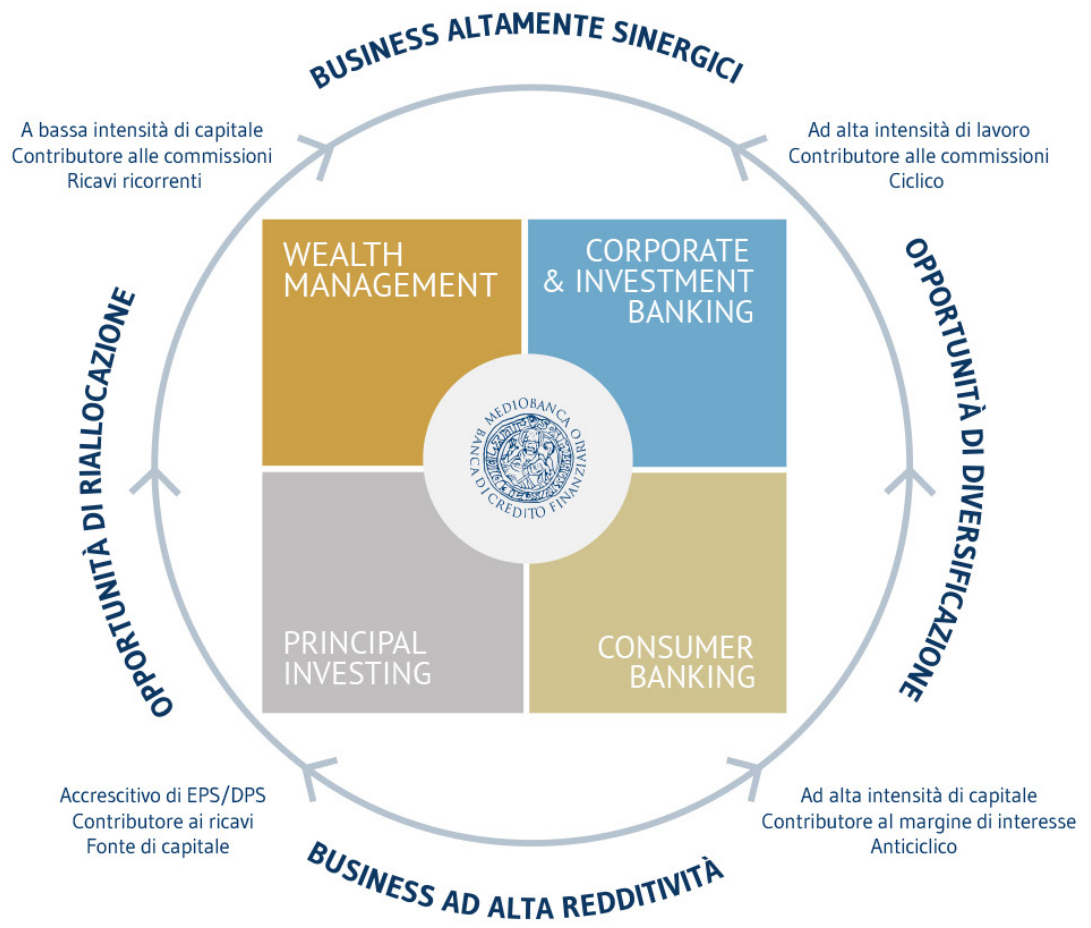 BUSINESS ALTAMENTE SINERGICI
A bassa intensità di capitale
Contributore alle commissioni
Ricavi ricorrenti
Ad alta intensità di lavoro
Contributore alle commissioni
Ciclico
WEALTH
MANAGEMENT
CORPORATE
& INVESTMENT
BANKING
OPPORTUNITÀ DI RIALLOCAZIONE
OPPORTUNITÀ DI DIVERSIFICAZIONE
MEDIOBANCA
BANCA DI CREDITO FINANZIARIO
PRINCIPAL
INVESTING
CONSUMER
BANKING
Accrescitivo di EPS/DPS
Contributore ai ricavi
Fonte di capitale
Ad alta intensità di capitale
Contributore al margine di interesse
Anticiclico
BUSINESS AD ALTA REDDITIVITÀ